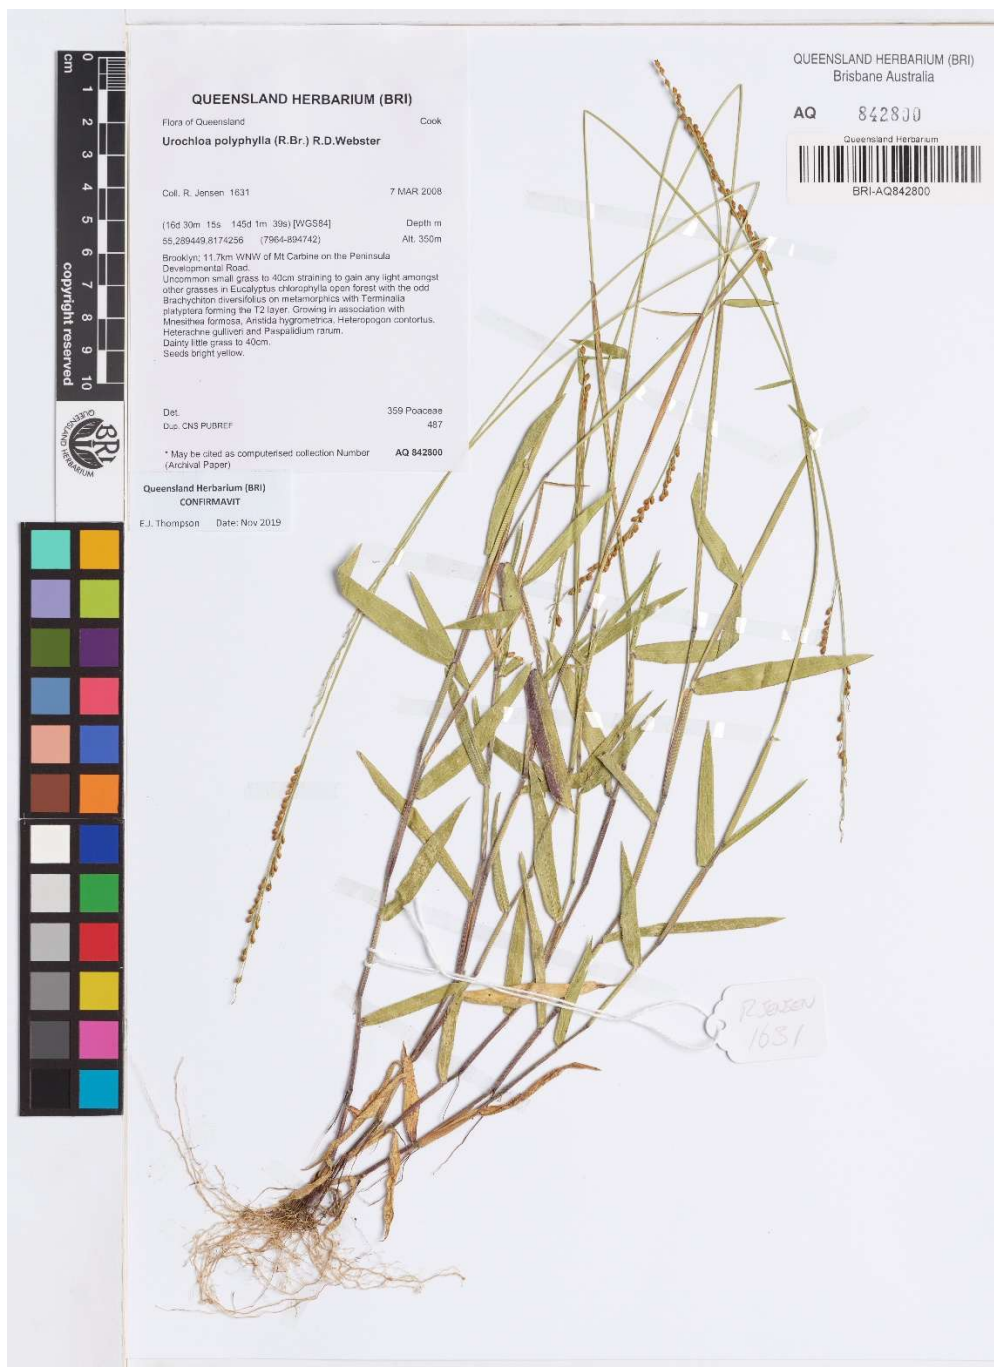 QUEENSLAND HERBARIUM (BRI)
Brisbane Australia
AQ 842800
Queensland Herbarium
BRI-AQ842800
QUEENSLAND HERBARIUM (BRI)
Flora of Queensland Cook
Urochloa polyphylla (R.Br.) R.D.Webster
Coll. R. Jensen 1631 7 MAR 2008
(16d 30m 15s 145d 1m 39s) [WGS84] Depth m
55,289449,8174256 (7964-894742) Alt. 350m
Brooklyn; 11.7km WNW of Mt Carbine on the Peninsula
Developmental Road.
Uncommon small grass to 40cm straining to gain any light amongst
other grasses in Eucalyptus chlorophylla open forest with the odd
Brachychiton diversifolius on metamorphics with Terminalia
platyptera forming the T2 layer. Growing in association with
Mnesithea formosa, Aristida hygrometrica, Heteropogon contortus,
Heterachne gulliveri and Paspalidium rarum.
Dainty little grass to 40cm.
Seeds bright yellow.
Det. 359 Poaceae
Dup. CNS PUBREF 487
* May be cited as computerised collection Number AQ 842800
(Archival Paper)
Queensland Herbarium (BRI)
CONFIRMAVIT
E.J. Thompson Date: Nov 2019
cm 0 1 2 3 4 5 6 7 8 9 10
copyright reserved
BRI
QUEENSLAND HERBARIUM
R JENSEN
1631